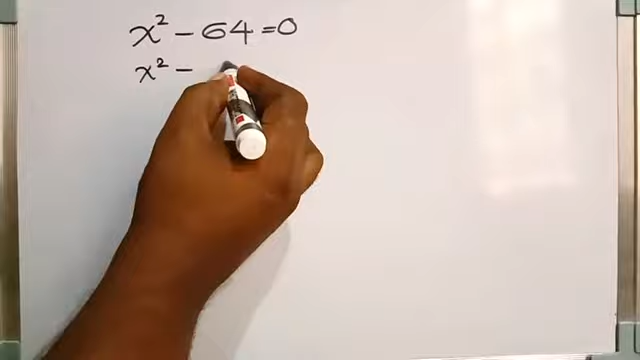 x² - 64 = 0
x² -